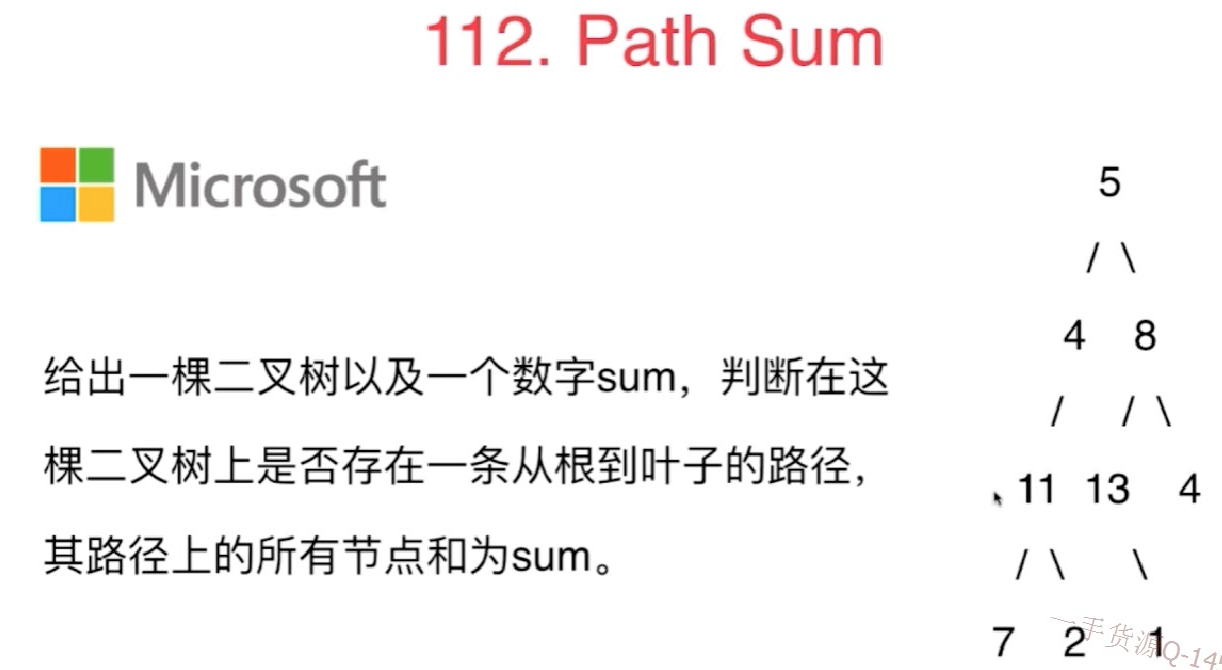 112. Path Sum
Microsoft
给出一棵二叉树以及一个数字sum，判断在这
棵二叉树上是否存在一条从根到叶子的路径，
其路径上的所有节点和为sum。
5
/ \
4 8
/ / \
11 13 4
/ \ \
7 2 1
一手货源Q-14